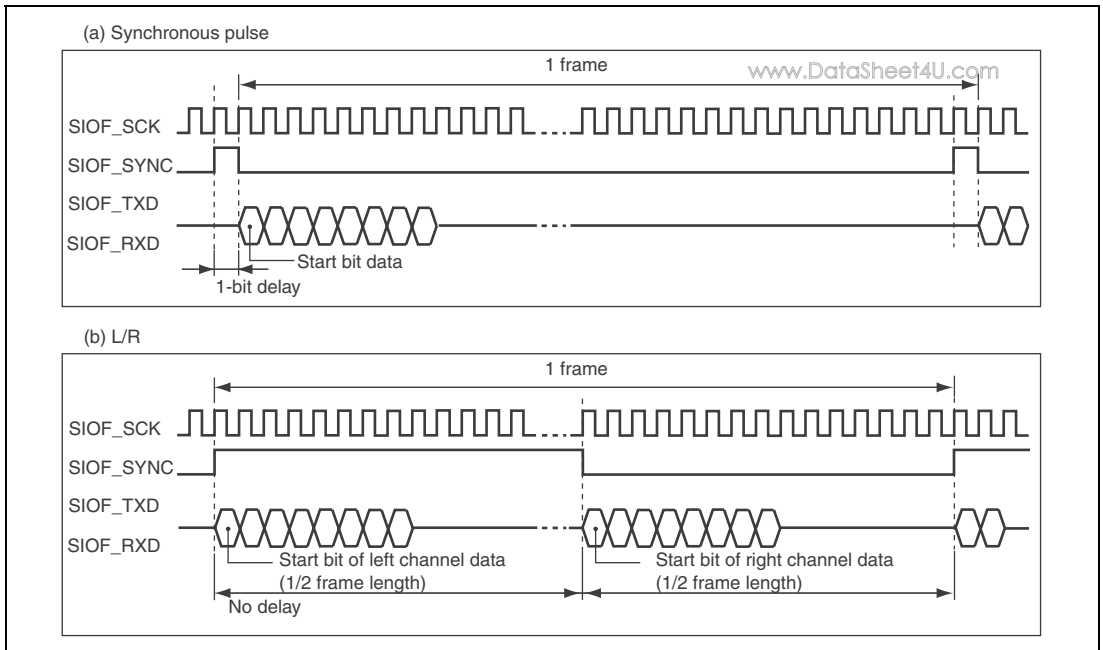 (a) Synchronous pulse
1 frame
www.DataSheet4U.com
SIOF_SCK
SIOF_SYNC
SIOF_TXD
SIOF_RXD
Start bit data
1-bit delay
(b) L/R
1 frame
SIOF_SCK
SIOF_SYNC
SIOF_TXD
SIOF_RXD
Start bit of left channel data
(1/2 frame length)
Start bit of right channel data
(1/2 frame length)
No delay